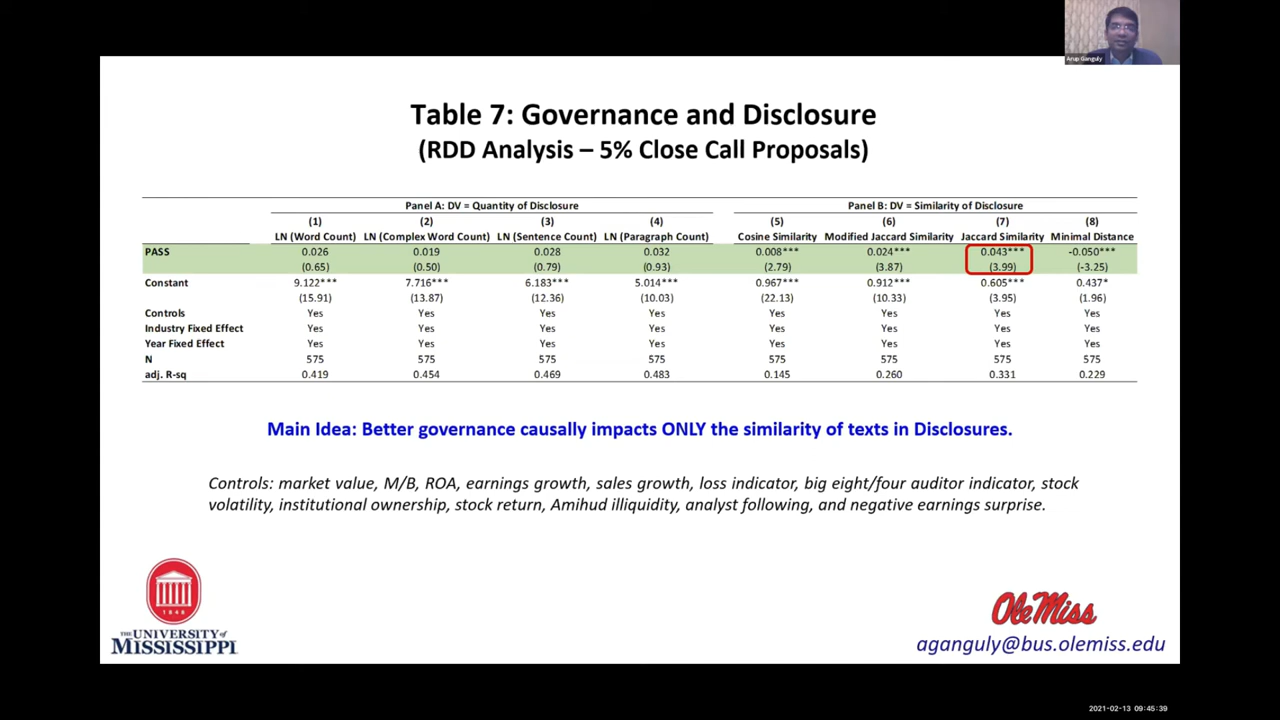 Arup Ganguly
Table 7: Governance and Disclosure
(RDD Analysis – 5% Close Call Proposals)
Panel A: DV = Quantity of Disclosure Panel B: DV = Similarity of Disclosure
(1) (2) (3) (4) (5) (6) (7) (8)
LN (Word Count) LN (Complex Word Count) LN (Sentence Count) LN (Paragraph Count) Cosine Similarity Modified Jaccard Similarity Jaccard Similarity Minimal Distance
PASS 0.026 0.019 0.028 0.032 0.008*** 0.024*** 0.043*** -0.050***
(0.65) (0.50) (0.79) (0.93) (2.79) (3.87) (3.99) (-3.25)
Constant 9.122*** 7.716*** 6.183*** 5.014*** 0.967*** 0.912*** 0.605*** 0.437*
(15.91) (13.87) (12.36) (10.03) (22.13) (10.33) (3.95) (1.96)
Controls Yes Yes Yes Yes Yes Yes Yes Yes
Industry Fixed Effect Yes Yes Yes Yes Yes Yes Yes Yes
Year Fixed Effect Yes Yes Yes Yes Yes Yes Yes Yes
N 575 575 575 575 575 575 575 575
adj. R-sq 0.419 0.454 0.469 0.483 0.145 0.260 0.331 0.229
Main Idea: Better governance causally impacts ONLY the similarity of texts in Disclosures.
Controls: market value, M/B, ROA, earnings growth, sales growth, loss indicator, big eight/four auditor indicator, stock
volatility, institutional ownership, stock return, Amihud illiquidity, analyst following, and negative earnings surprise.
1848
THE UNIVERSITY of
MISSISSIPPI
Ole Miss
aganguly@bus.olemiss.edu
2021-02-13 09:45:39